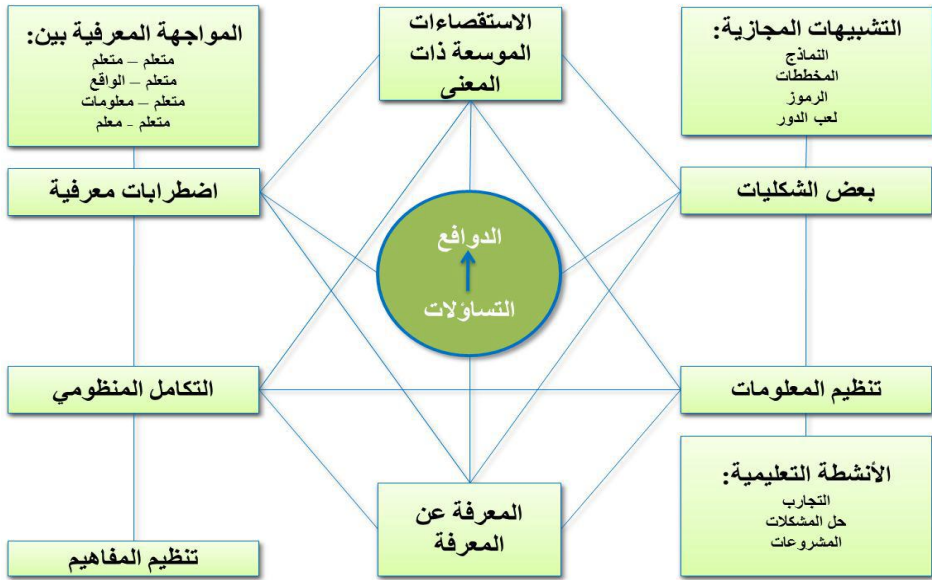 التشبيهات المجازية:
النماذج
المخططات
الرموز
لعب الدور
الاستقصاءات
الموسعة ذات
المعنى
المواجهة المعرفية بين:
متعلم – متعلم
متعلم – الواقع
متعلم – معلومات
متعلم - معلم
بعض الشكليات
اضطرابات معرفية
الدوافع
التساؤلات
تنظيم المعلومات
التكامل المنظومي
الأنشطة التعليمية:
التجارب
حل المشكلات
المشروعات
المعرفة عن
المعرفة
تنظيم المفاهيم